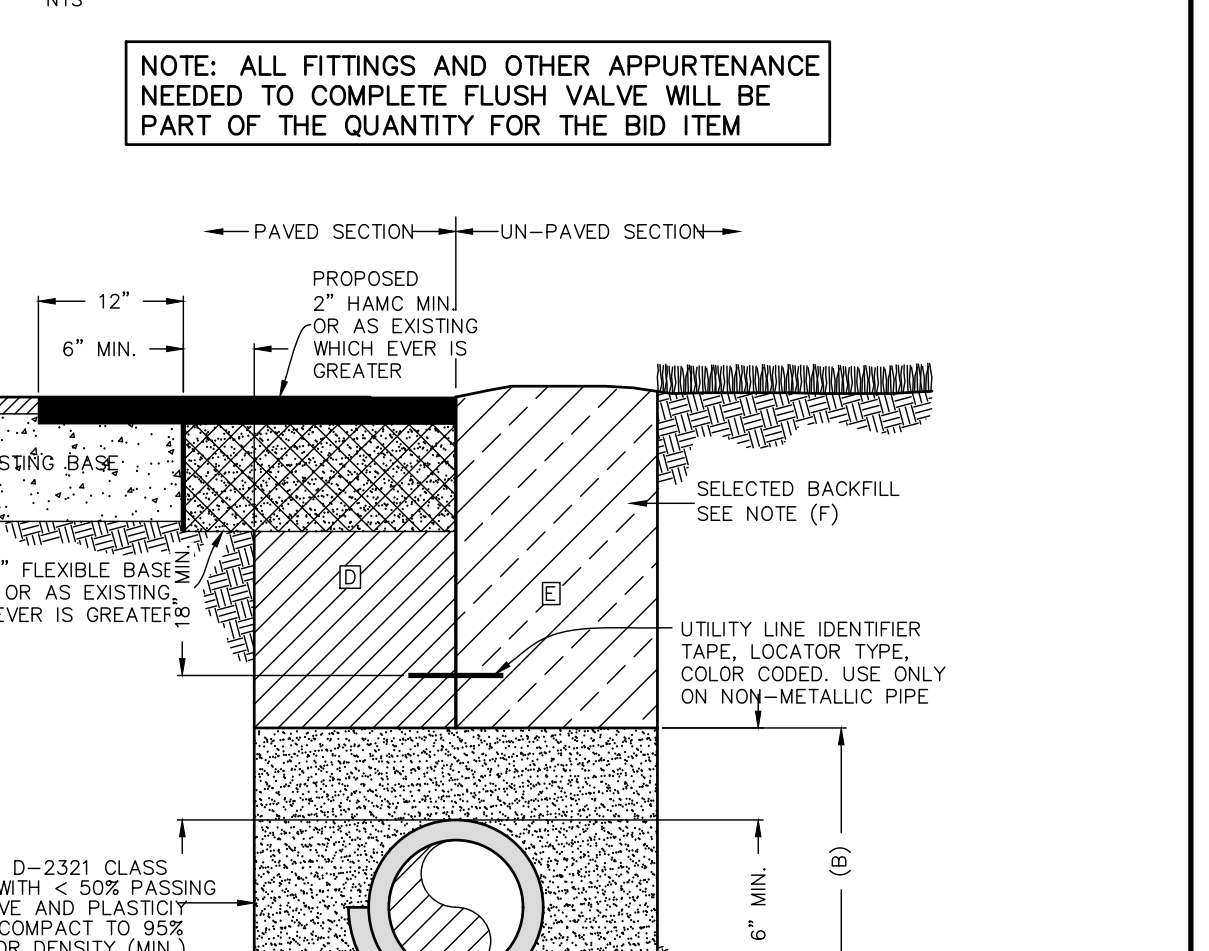 NTS
NOTE: ALL FITTINGS AND OTHER APPURTENANCE
NEEDED TO COMPLETE FLUSH VALVE WILL BE
PART OF THE QUANTITY FOR THE BID ITEM
PAVED SECTION
UN-PAVED SECTION
PROPOSED
2" HAMC MIN.
OR AS EXISTING
WHICH EVER IS
GREATER
12"
6" MIN.
STING BASE
SELECTED BACKFILL
SEE NOTE (F)
" FLEXIBLE BASE
OR AS EXISTING
EVER IS GREATER
18" MIN.
D
E
UTILITY LINE IDENTIFIER
TAPE, LOCATOR TYPE,
COLOR CODED. USE ONLY
ON NON-METALLIC PIPE
D-2321 CLASS
WITH < 50% PASSING
VE AND PLASTICIY
COMPACT TO 95%
OR DENSITY (MIN.)
6" MIN.
(B)